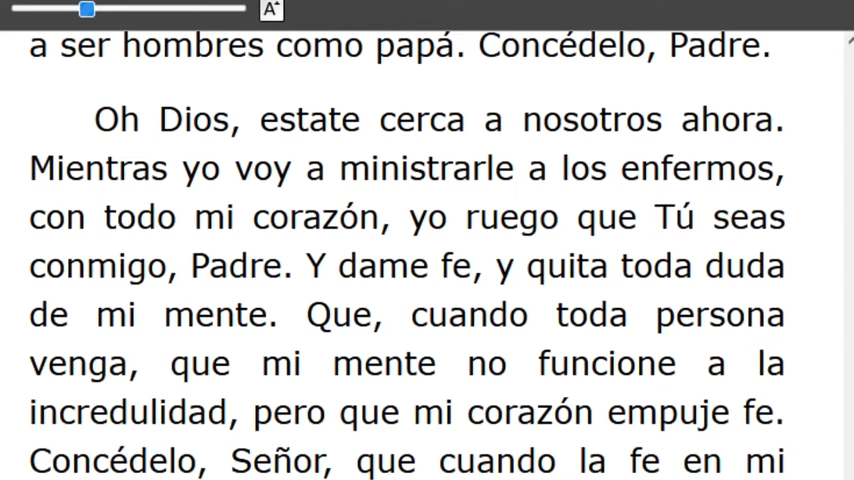 A
a ser hombres como papá. Concédelo, Padre.
Oh Dios, estate cerca a nosotros ahora.
Mientras yo voy a ministrarle a los enfermos,
con todo mi corazón, yo ruego que Tú seas
conmigo, Padre. Y dame fe, y quita toda duda
de mi mente. Que, cuando toda persona
venga, que mi mente no funcione a la
incredulidad, pero que mi corazón empuje fe.
Concédelo, Señor, que cuando la fe en mi